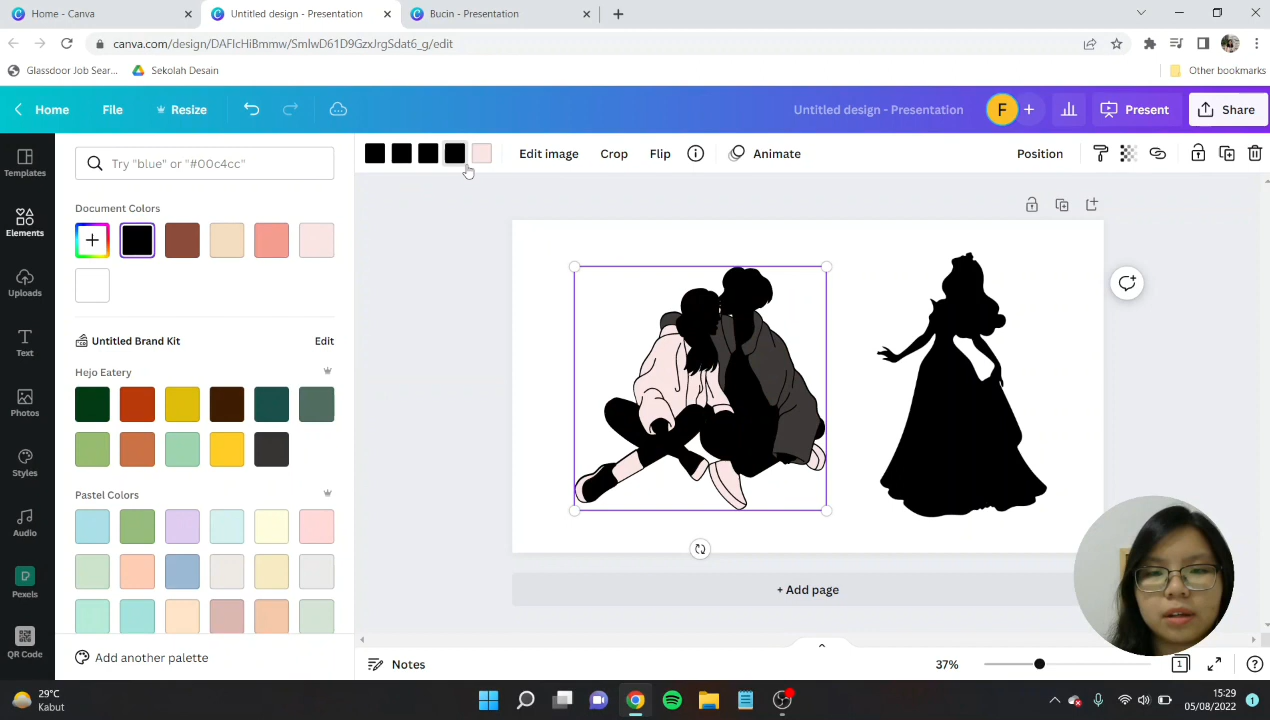 Home - Canva
Untitled design - Presentation
Bucin - Presentation
canva.com/design/DAFIcHiBmmw/SmlwD61D9GzxJrgSdat6_g/edit
Glassdoor Job Sear...
Sekolah Desain
Other bookmarks
Home
File
Resize
Untitled design - Presentation
F
Present
Share
Templates
Elements
Uploads
Text
Photos
Styles
Audio
Pexels
QR Code
Try "blue" or "#00c4cc"
Document Colors
Untitled Brand Kit
Edit
Hejo Eatery
Pastel Colors
Add another palette
Edit image
Crop
Flip
Animate
Position
+ Add page
Notes
37%
1
29°C
Kabut
15:29
05/08/2022
1